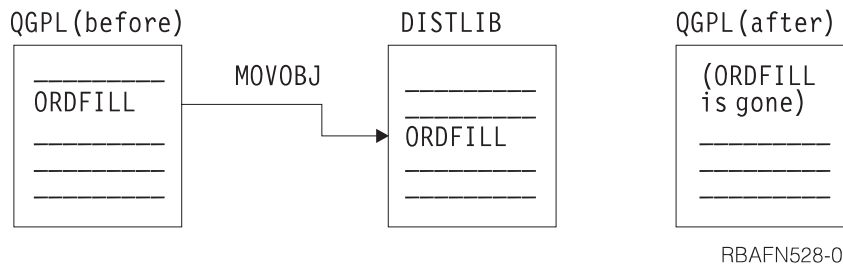 QGPL(before)
DISTLIB
QGPL(after)
MOVOBJ
ORDFILL
ORDFILL
(ORDFILL
is gone)
RBAFN528-0